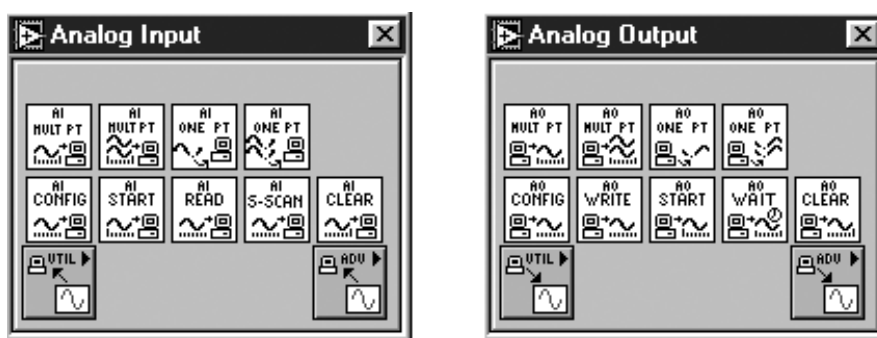 Analog Input
AI MULT PT
AI MULT PT
AI ONE PT
AI ONE PT
AI CONFIG
AI START
AI READ
AI S-SCAN
AI CLEAR
UTIL
ADV
Analog Output
AO MULT PT
AO MULT PT
AO ONE PT
AO ONE PT
AO CONFIG
AO WRITE
AO START
AO WAIT
AO CLEAR
UTIL
ADV